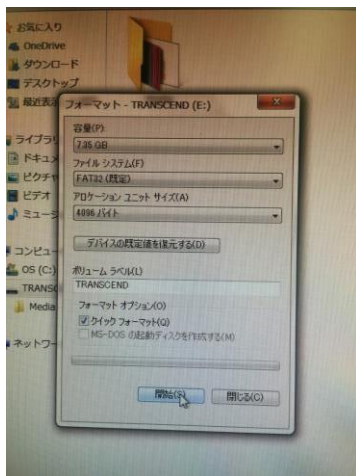 お気に入り
OneDrive
ダウンロード
デスクトップ
最近表示
フォーマット - TRANSCEND (E:)
容量(P):
7.35 GB
ファイル システム(F)
FAT32 (既定)
アロケーション ユニット サイズ(A)
4096 バイト
デバイスの既定値を復元する(D)
ボリューム ラベル(L)
TRANSCEND
フォーマット オプション(O)
クイック フォーマット(Q)
MS-DOS の起動ディスクを作成する(M)
開始(S)
閉じる(C)
ライブラリ
ドキュメ
ピクチャ
ビデオ
ミュージ
コンピュー
OS (C:)
TRANSC
Media
ネットワー